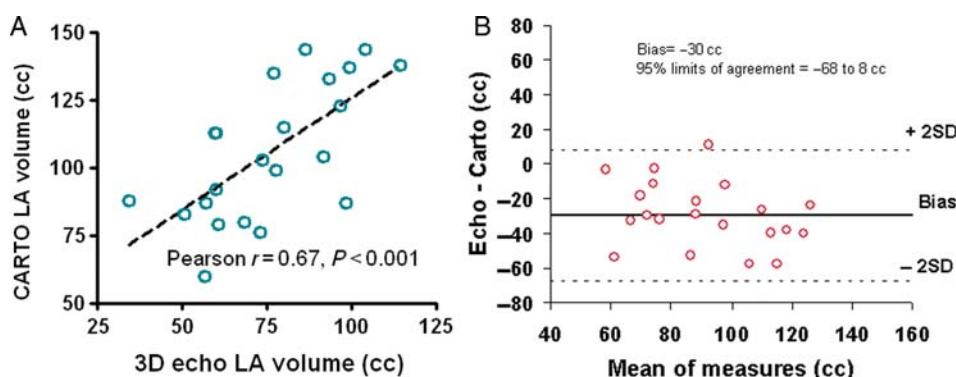 A
CARTO LA volume (cc)
150
125
100
75
50
Pearson r = 0.67, P < 0.001
25
50
75
100
125
3D echo LA volume (cc)
B
Echo - Carto (cc)
80
60
40
20
0
−20
−40
−60
−80
Bias= −30 cc
95% limits of agreement = −68 to 8 cc
+ 2SD
Bias
− 2SD
40
60
80
100
120
140
160
Mean of measures (cc)